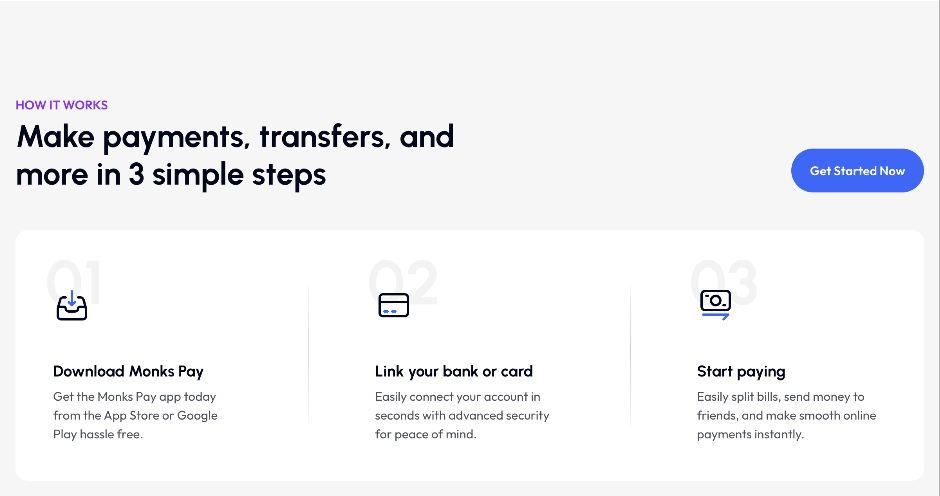 HOW IT WORKS
Make payments, transfers, and
more in 3 simple steps
Get Started Now
01
Download Monks Pay
Get the Monks Pay app today
from the App Store or Google
Play hassle free.
02
Link your bank or card
Easily connect your account in
seconds with advanced security
for peace of mind.
03
Start paying
Easily split bills, send money to
friends, and make smooth online
payments instantly.